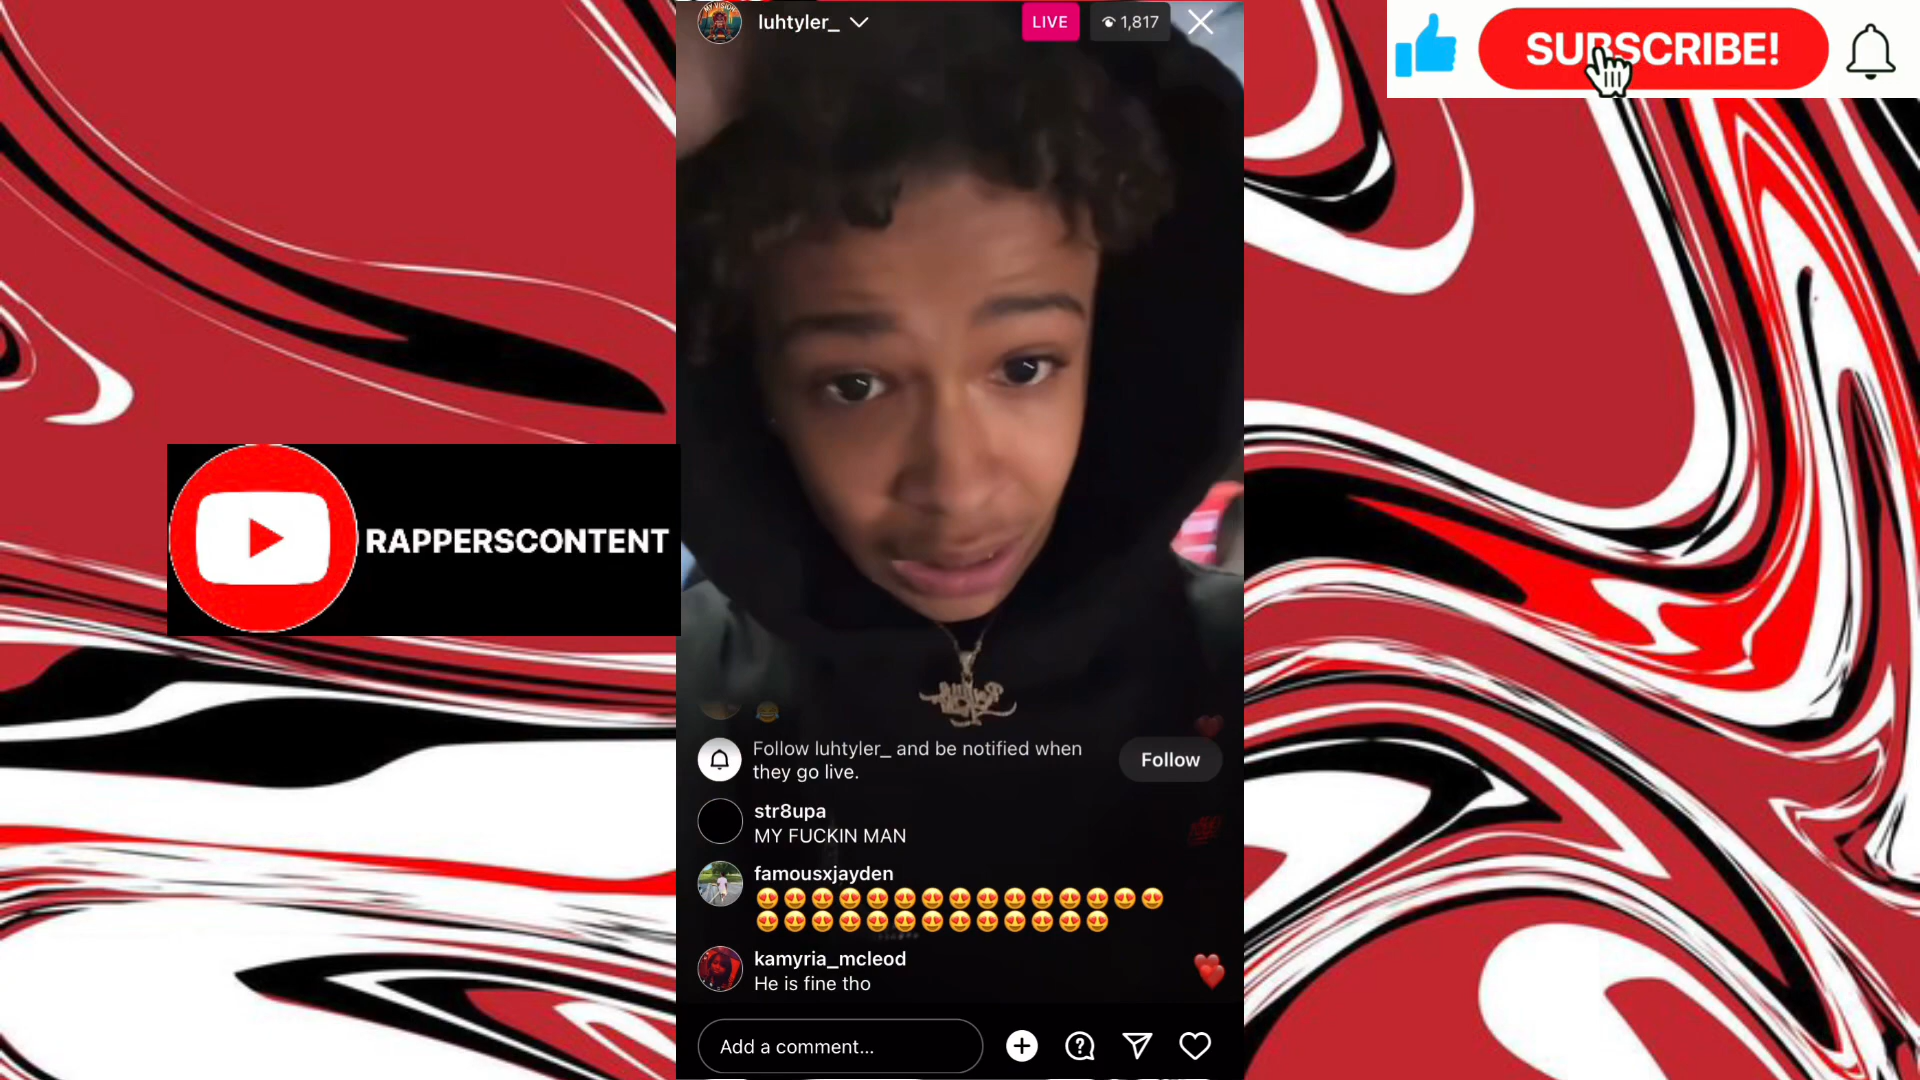 luhtyler_
LIVE
1,817
SUBSCRIBE!
RAPPERSCONTENT
Follow luhtyler_ and be notified when
they go live.
Follow
str8upa
MY FUCKIN MAN
famousxjayden
😍😍😍😍😍😍😍😍😍😍😍😍😍😍😍
😍😍😍😍😍😍😍😍😍😍😍😍😍
kamyria_mcleod
He is fine tho
Add a comment...